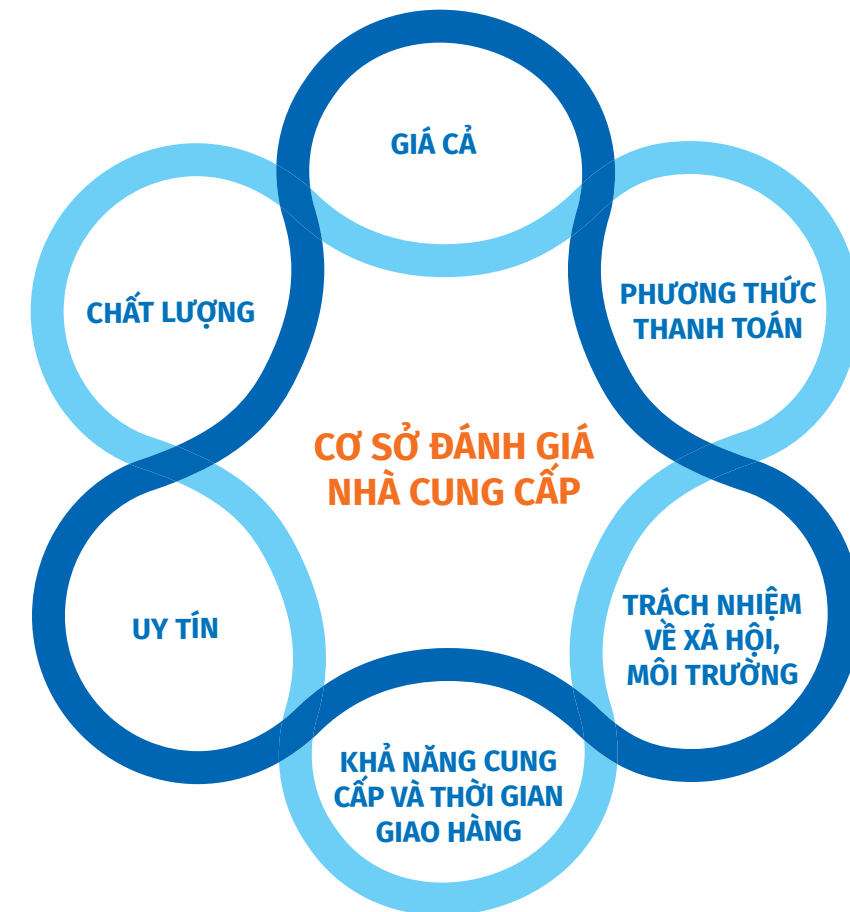 GIÁ CẢ
CHẤT LƯỢNG
PHƯƠNG THỨC
THANH TOÁN
CƠ SỞ ĐÁNH GIÁ
NHÀ CUNG CẤP
UY TÍN
TRÁCH NHIỆM
VỀ XÃ HỘI,
MÔI TRƯỜNG
KHẢ NĂNG CUNG
CẤP VÀ THỜI GIAN
GIAO HÀNG